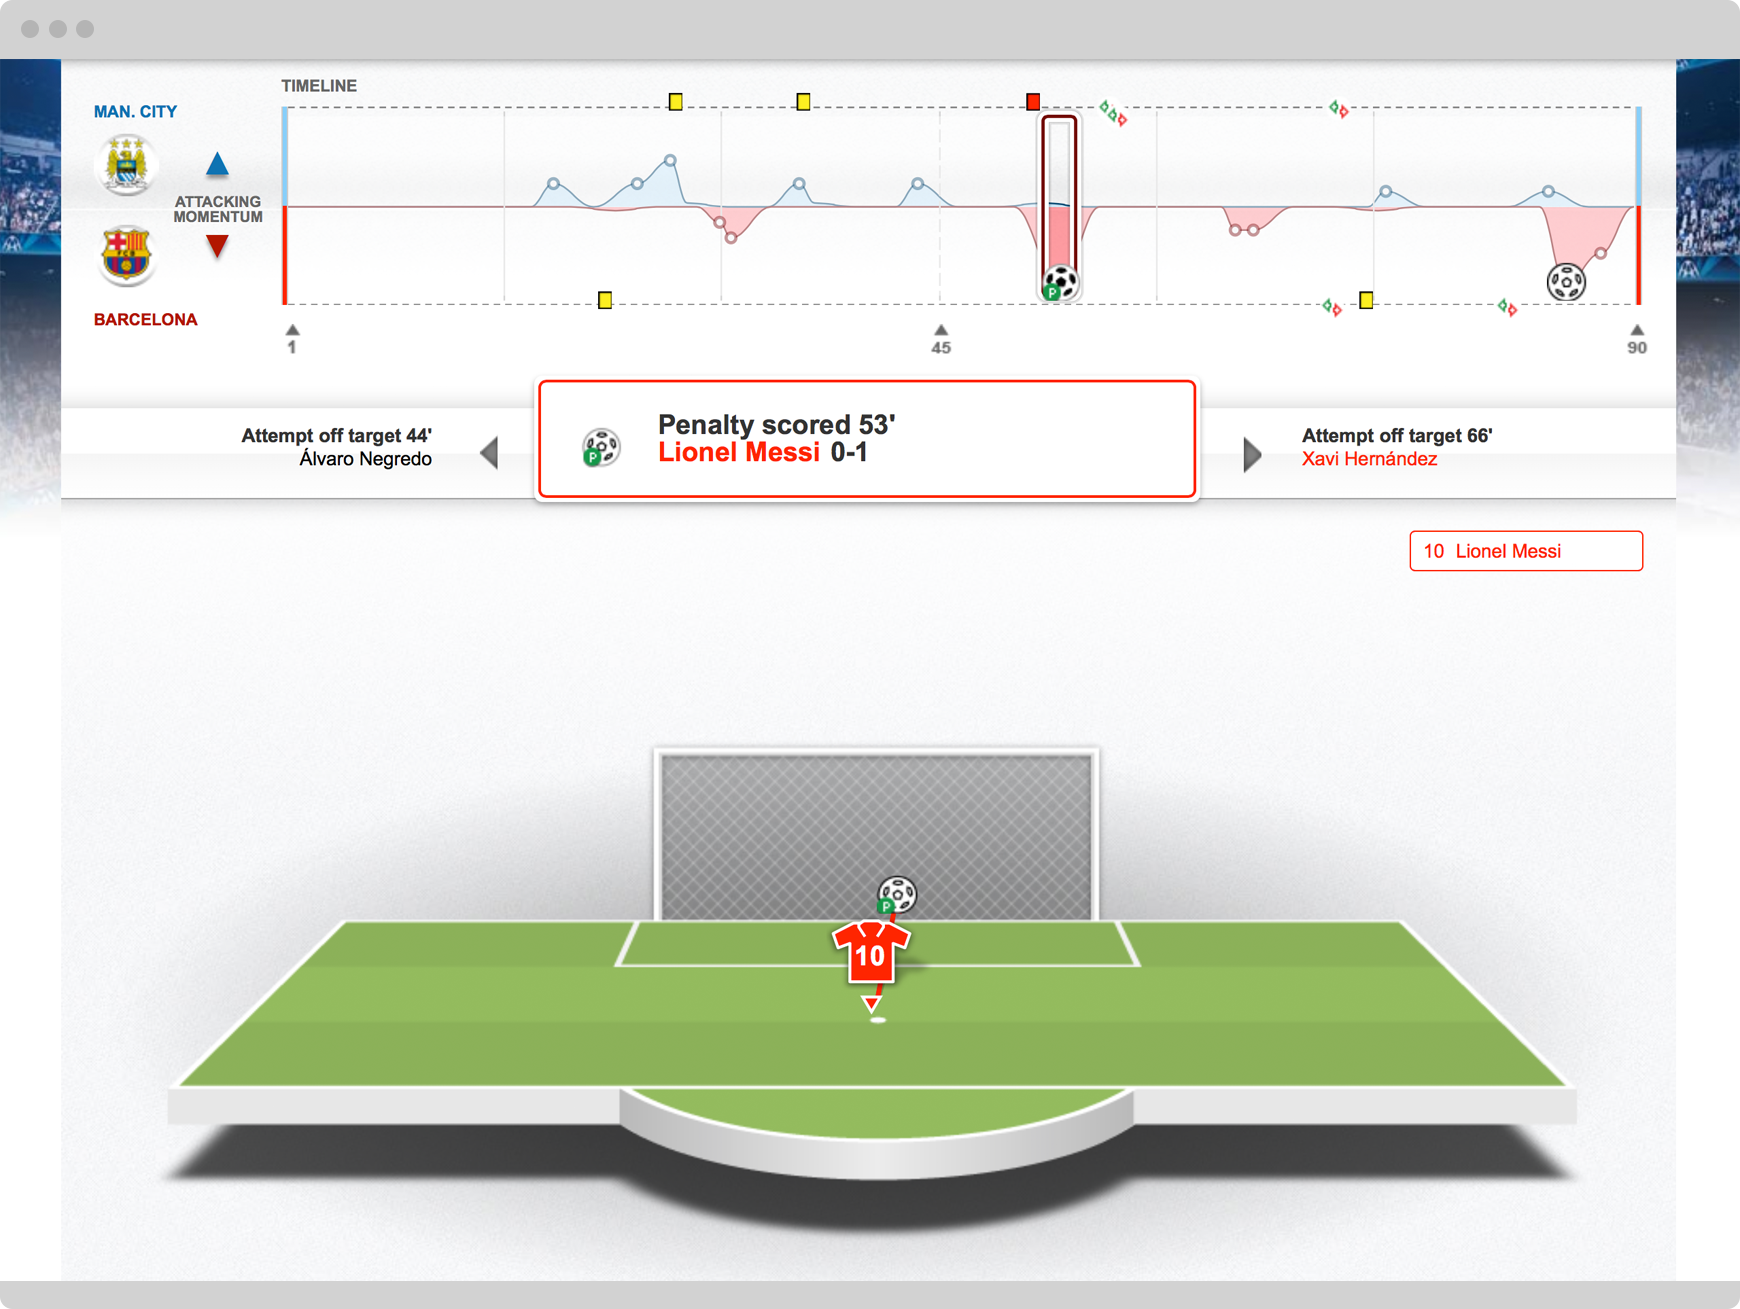 TIMELINE
MAN. CITY
ATTACKING
MOMENTUM
FCB
BARCELONA
1
45
90
P
Attempt off target 44'
Álvaro Negredo
P
Penalty scored 53'
Lionel Messi 0-1
Attempt off target 66'
Xavi Hernández
10 Lionel Messi
P
10